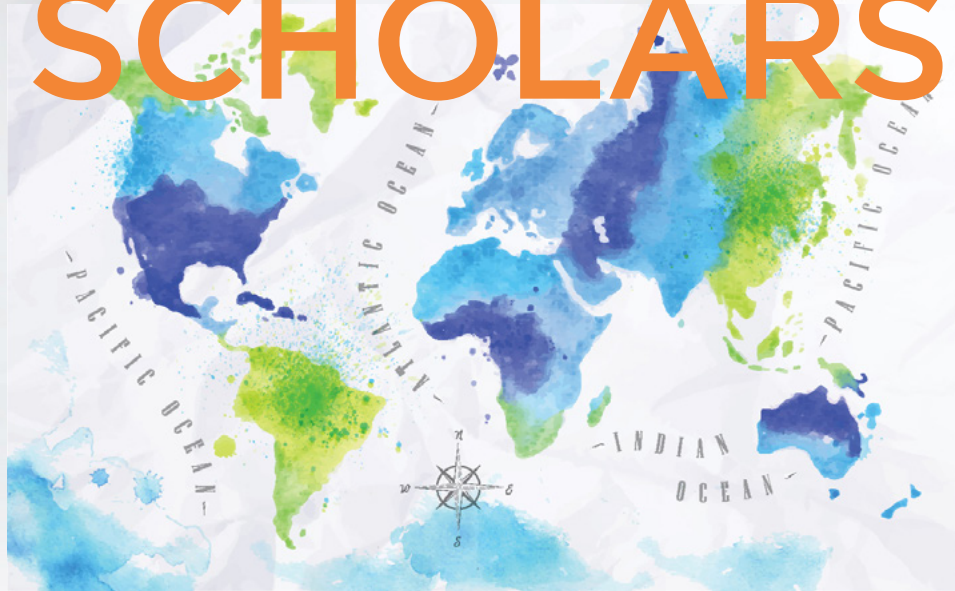 SCHOLARS
~PACIFIC OCEAN~
~ATLANTIC OCEAN~
~PACIFIC OCEAN
~INDIAN
OCEAN~
n
w
s